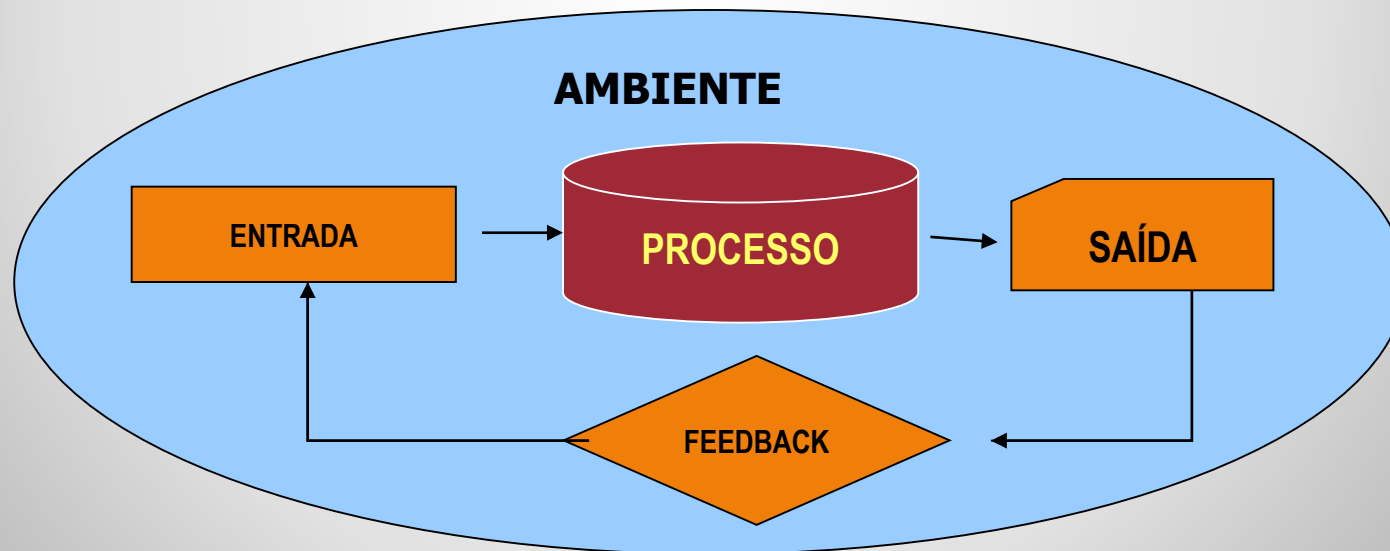 AMBIENTE
ENTRADA
PROCESSO
SAÍDA
FEEDBACK